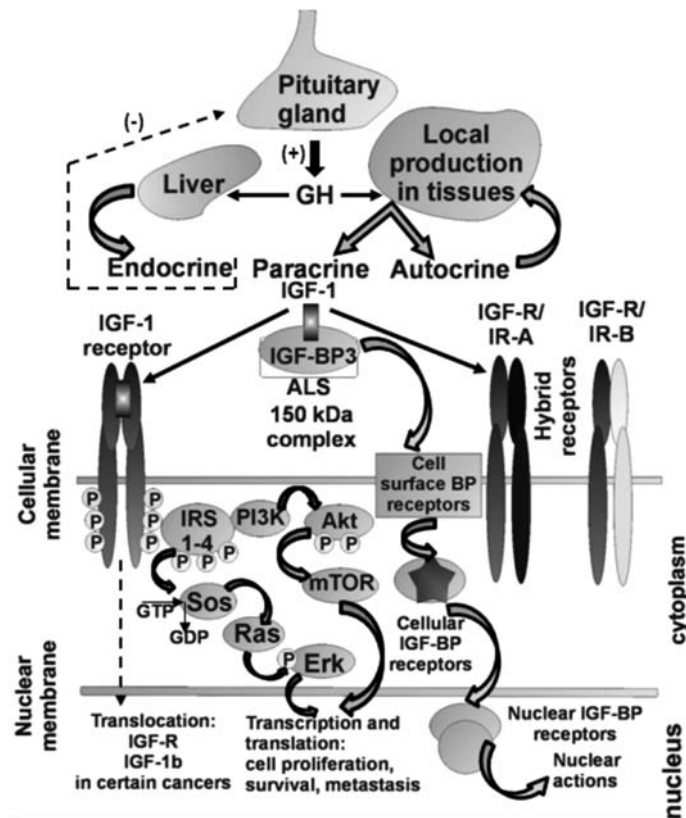 Pituitary
gland
(-)
(+)
Liver
GH
Local
production
in tissues
Endocrine
Paracrine
Autocrine
IGF-1
IGF-1
receptor
IGF-BP3
ALS
150 kDa
complex
IGF-R/
IR-A
IGF-R/
IR-B
Hybrid
receptors
Cellular
membrane
Cell
surface BP
receptors
P
P
P
P
P
P
P
P
IRS
1-4
P
P
P
PI3K
Akt
P
P
mTOR
Sos
GTP
GDP
Ras
P
Erk
Cellular
IGF-BP
receptors
cytoplasm
Nuclear
membrane
Translocation:
IGF-R
IGF-1b
in certain cancers
Transcription and
translation:
cell proliferation,
survival, metastasis
Nuclear IGF-BP
receptors
Nuclear
actions
nucleus